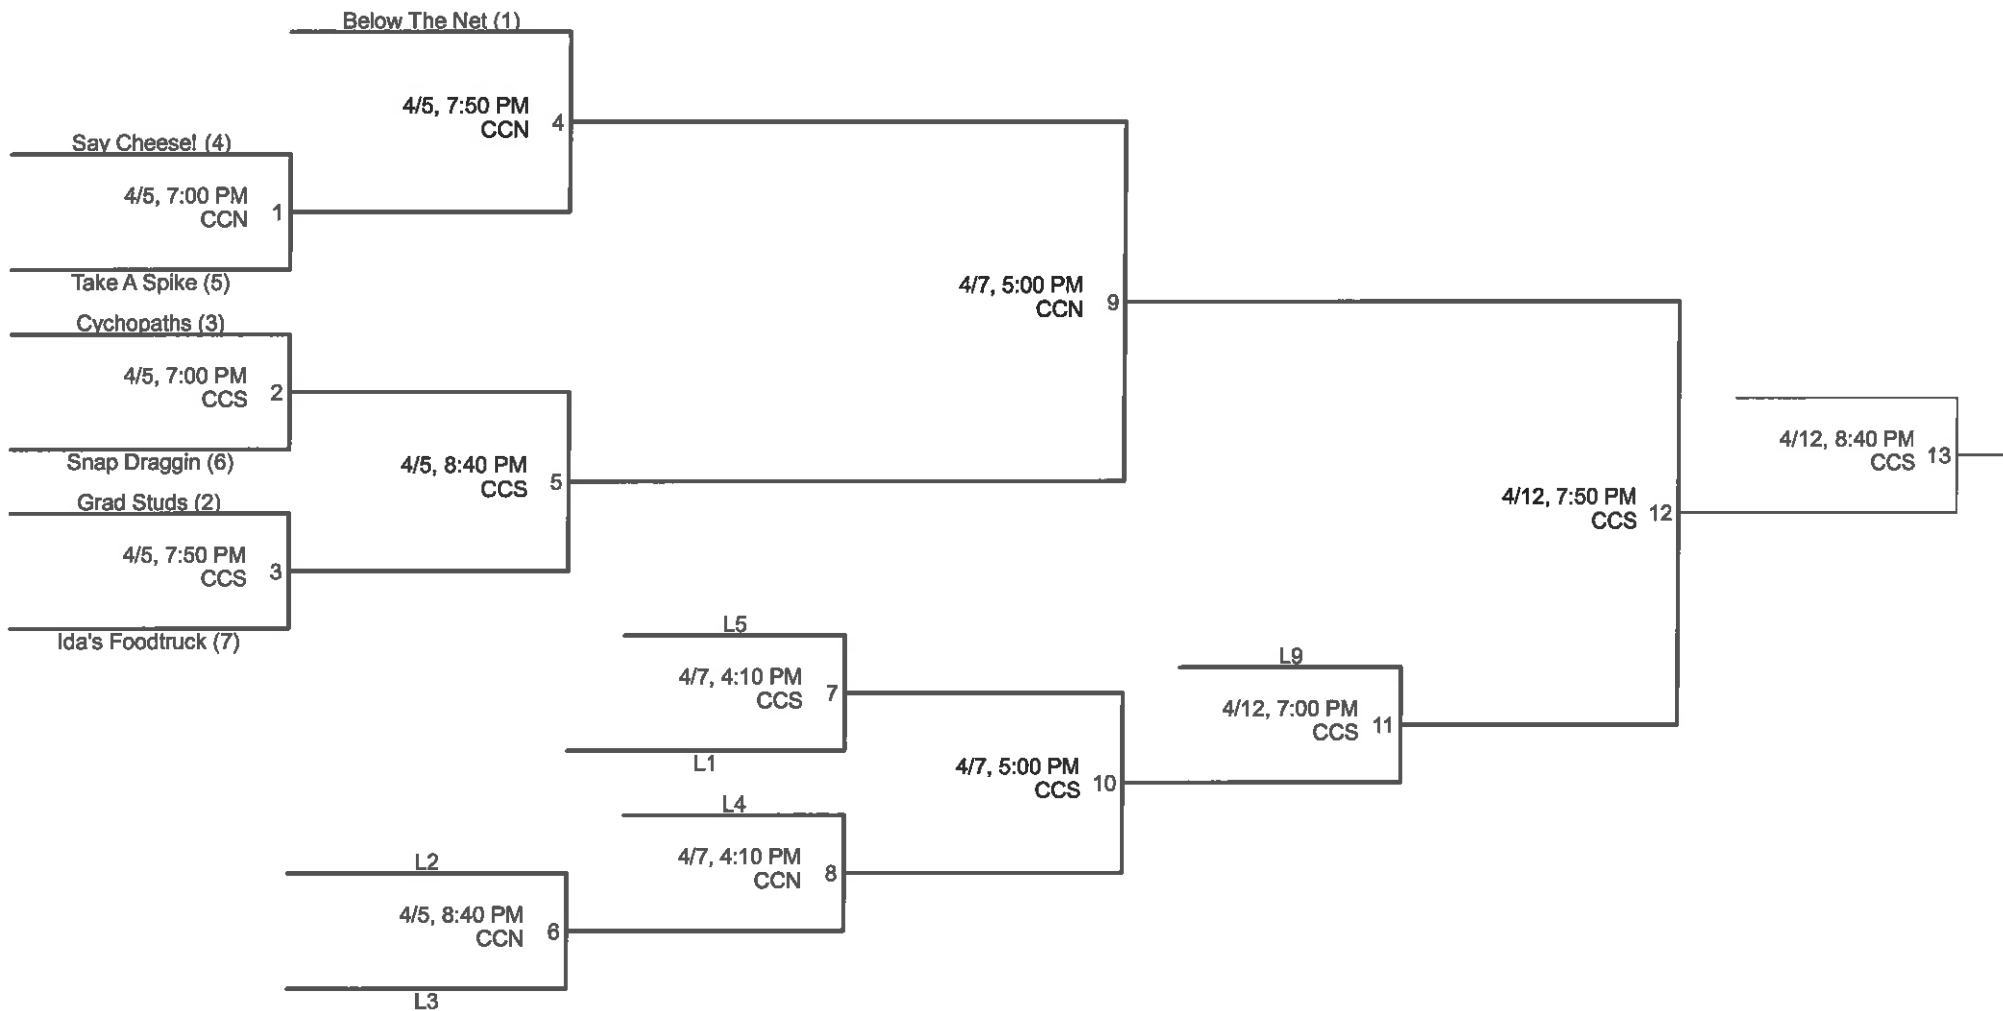 Below The Net (1)
4/5, 7:50 PM
CCN 4
Say Cheese! (4)
4/5, 7:00 PM
CCN 1
Take A Spike (5)
4/7, 5:00 PM
CCN 9
Cychopaths (3)
4/5, 7:00 PM
CCS 2
Snap Draggin (6)
4/5, 8:40 PM
CCS 5
Grad Studs (2)
4/5, 7:50 PM
CCS 3
Ida's Foodtruck (7)
4/12, 8:40 PM
CCS 13
4/12, 7:50 PM
CCS 12
L5
4/7, 4:10 PM
CCS 7
L1
L9
4/12, 7:00 PM
CCS 11
4/7, 5:00 PM
CCS 10
L4
4/7, 4:10 PM
CCN 8
L2
4/5, 8:40 PM
CCN 6
L3